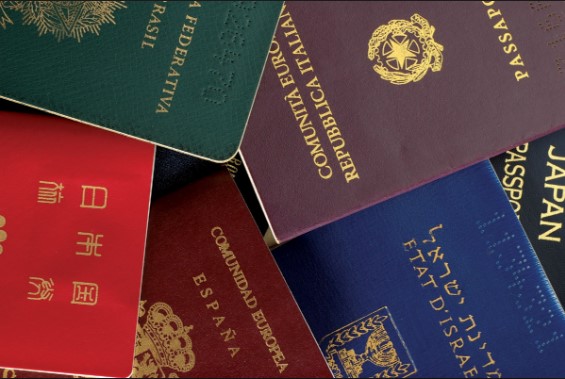 A FEDERATIVA
BRASIL
COMUNITÀ EURO
REPUBBLICA ITALIA
PASSAPO
日本国
旅券
COMUNIDAD EUROPEA
ESPAÑA
מדינת ישראל
ETAT D'ISRAE
JAPAN
PASSPO